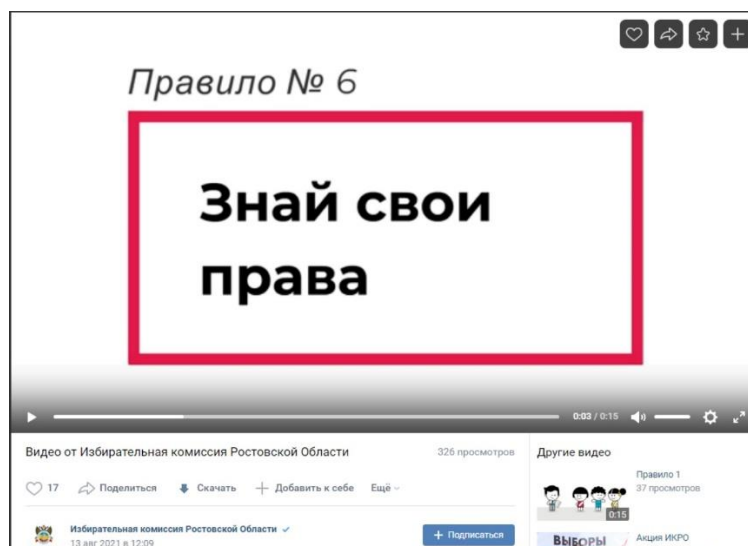 Правило № 6
Знай свои
права
0:03 / 0:15
Видео от Избирательная комиссия Ростовской Области
326 просмотров
17
Поделиться
Скачать
Добавить к себе
Ещё
Избирательная комиссия Ростовской Области
13 авг 2021 в 12:09
+ Подписаться
Другие видео
Правило 1
37 просмотров
0:15
ВЫБОРЫ
Акция ИКРО